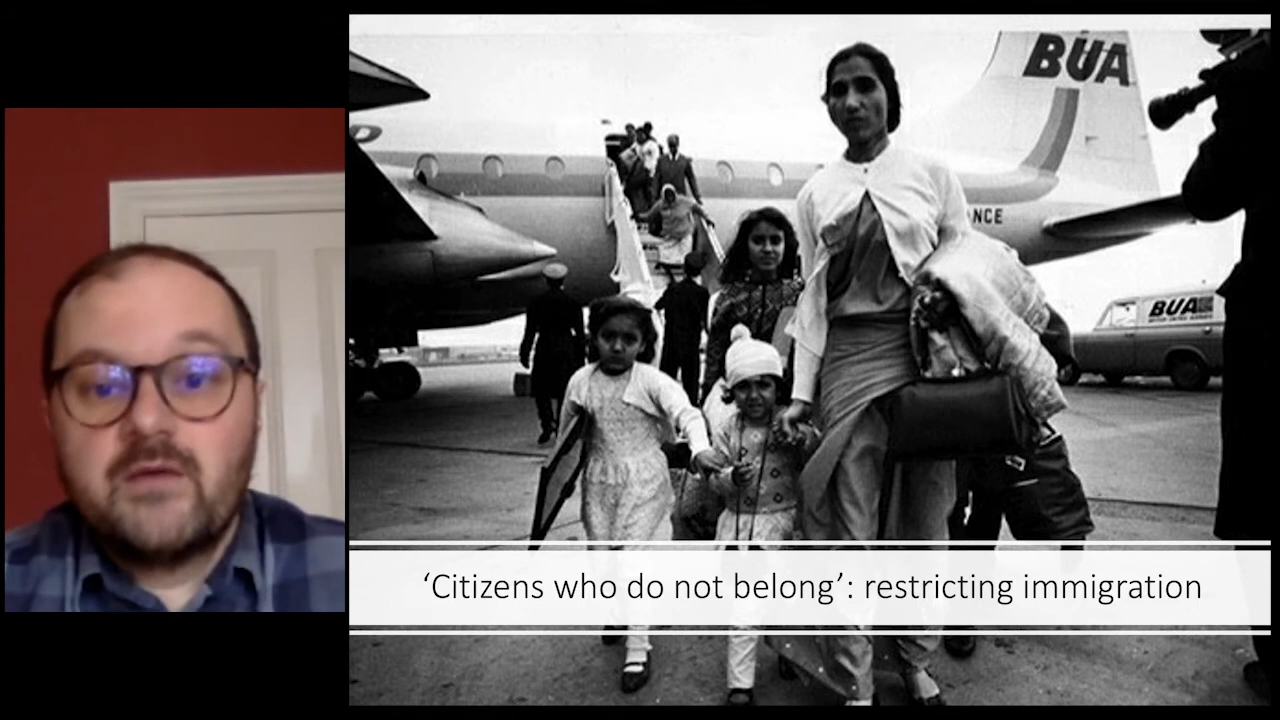 BUA
NCE
BUA
‘Citizens who do not belong’: restricting immigration